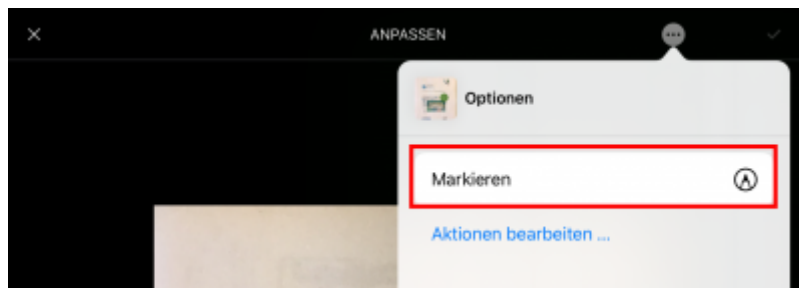 ANPASSEN
Optionen
Markieren
Aktionen bearbeiten ...